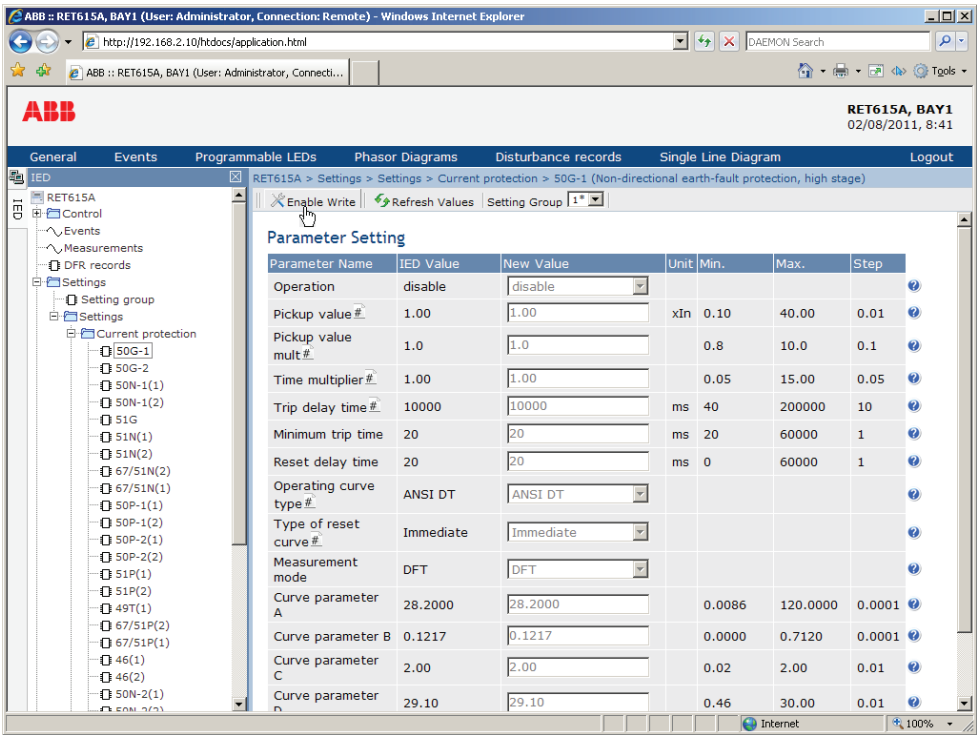 ABB :: RET615A, BAY1 (User: Administrator, Connection: Remote) - Windows Internet Explorer
http://192.168.2.10/htdocs/application.html
DAEMON Search
ABB :: RET615A, BAY1 (User: Administrator, Connecti...
Tools
ABB
RET615A, BAY1
02/08/2011, 8:41
General Events Programmable LEDs Phasor Diagrams Disturbance records Single Line Diagram Logout
IED
IED
RET615A > Settings > Settings > Current protection > 50G-1 (Non-directional earth-fault protection, high stage)
RET615A
Control
Events
Measurements
DFR records
Settings
Setting group
Settings
Current protection
50G-1
50G-2
50N-1(1)
50N-1(2)
51G
51N(1)
51N(2)
67/51N(2)
67/51N(1)
50P-1(1)
50P-1(2)
50P-2(1)
50P-2(2)
51P(1)
51P(2)
49T(1)
67/51P(2)
67/51P(1)
46(1)
46(2)
50N-2(1)
50N-2(2)
Enable Write Refresh Values Setting Group 1*
Parameter Setting
Parameter Name IED Value New Value Unit Min. Max. Step
Operation disable disable
Pickup value # 1.00 1.00 xIn 0.10 40.00 0.01
Pickup value
mult # 1.0 1.0 0.8 10.0 0.1
Time multiplier # 1.00 1.00 0.05 15.00 0.05
Trip delay time # 10000 10000 ms 40 200000 10
Minimum trip time 20 20 ms 20 60000 1
Reset delay time 20 20 ms 0 60000 1
Operating curve
type # ANSI DT ANSI DT
Type of reset
curve # Immediate Immediate
Measurement
mode DFT DFT
Curve parameter
A 28.2000 28.2000 0.0086 120.0000 0.0001
Curve parameter B 0.1217 0.1217 0.0000 0.7120 0.0001
Curve parameter
C 2.00 2.00 0.02 2.00 0.01
Curve parameter
D 29.10 29.10 0.46 30.00 0.01
Internet 100%